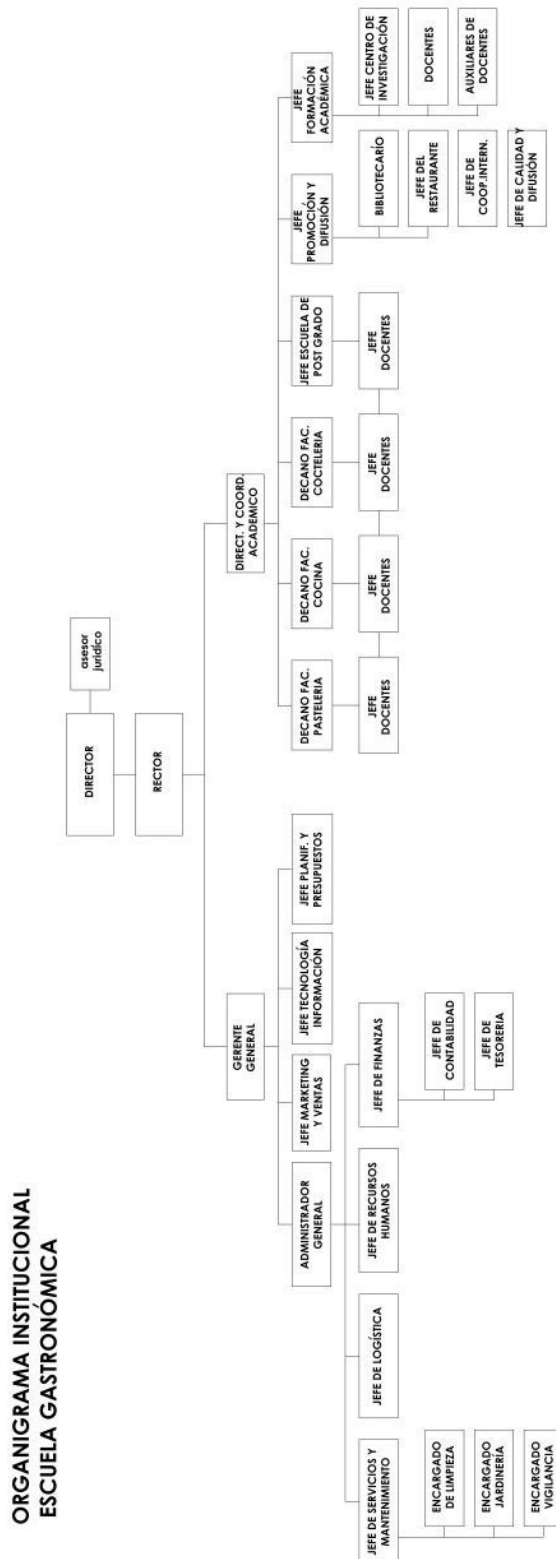 ORGANIGRAMA INSTITUCIONAL
ESCUELA GASTRONÓMICA
DIRECTOR
asesor
juridíco
RECTOR
GERENTE
GENERAL
DIRECT. Y COORD.
ACADEMICO
ADMINISTRADOR
GENERAL
JEFE MARKETING
Y VENTAS
JEFE TECNOLOGÍA
INFORMACIÓN
JEFE PLANIF. Y
PRESUPUESTOS
DECANO FAC.
PASTELERIA
DECANO FAC.
COCINA
DECANO FAC.
COCTELERIA
JEFE ESCUELA DE
POST GRADO
JEFE
PROMOCIÓN Y
DIFUSIÓN
JEFE
FORMACIÓN
ACADÉMICA
JEFE DE SERVICIOS Y
MANTENIMIENTO
JEFE DE LOGÍSTICA
JEFE DE RECURSOS
HUMANOS
JEFE DE FINANZAS
JEFE
DOCENTES
JEFE
DOCENTES
JEFE
DOCENTES
JEFE
DOCENTES
BIBLIOTECARÍO
JEFE CENTRO DE
INVESTIGACIÓN
ENCARGADO
DE LIMPIEZA
JEFE DE
CONTABILIDAD
JEFE DEL
RESTAURANTE
DOCENTES
ENCARGADO
JARDINERÍA
JEFE DE
TESORERIA
JEFE DE
COOP.INTERN.
AUXILIARES DE
DOCENTES
ENCARGADO
VIGILANCIA
JEFE DE CALIDAD Y
DIFUSIÓN